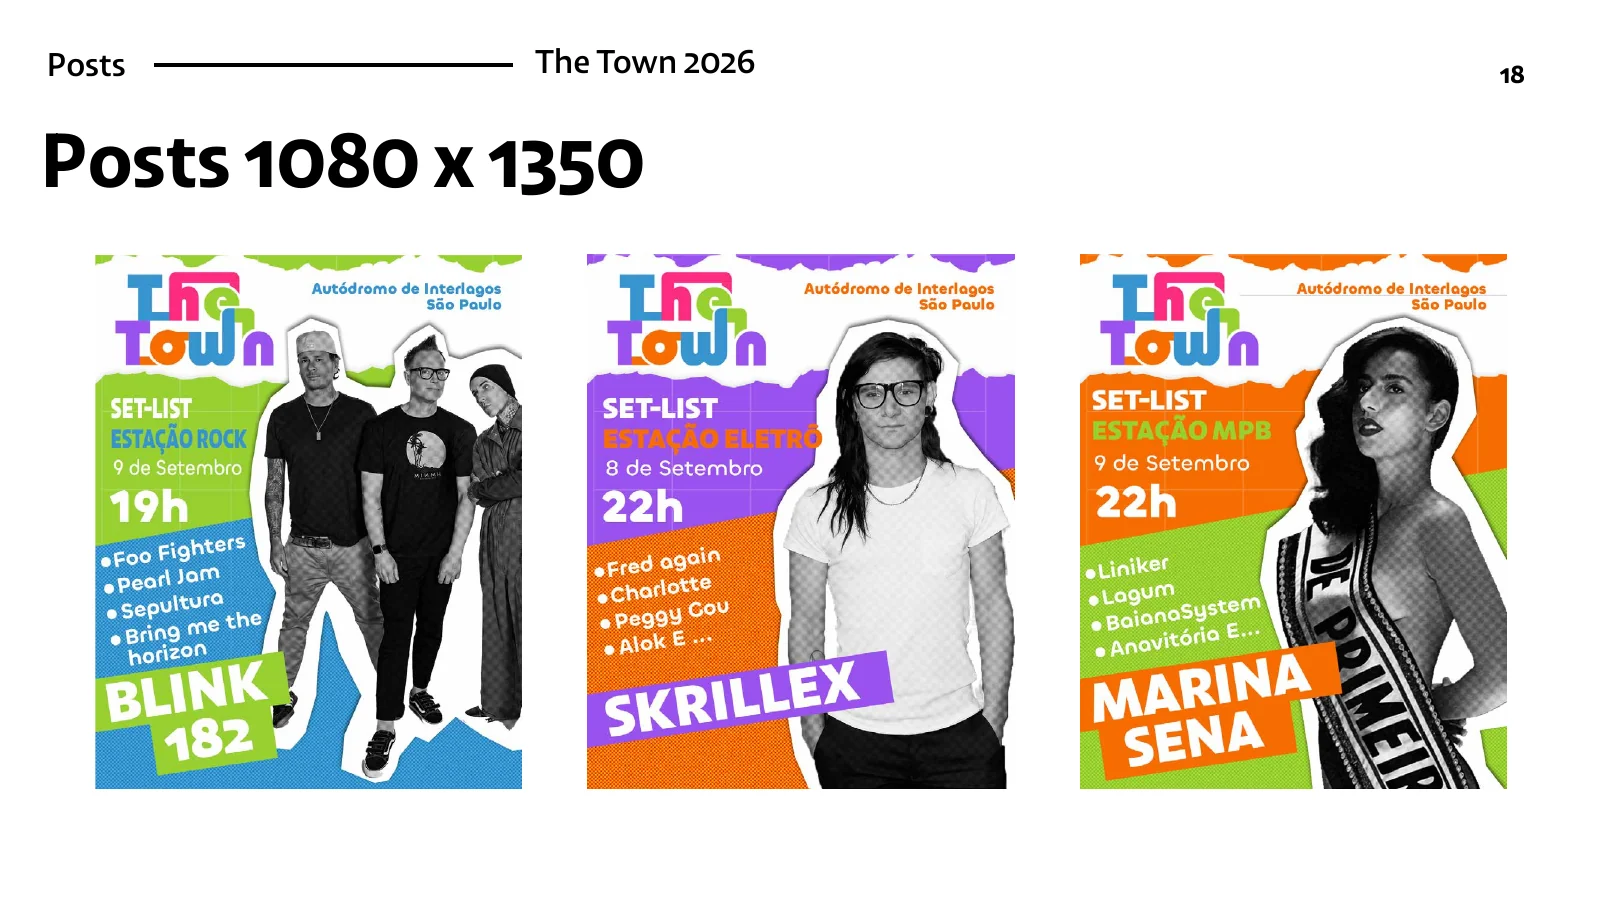 Posts
The Town 2026
18
Posts 1080 x 1350
The
Town
Autódromo de Interlagos
São Paulo
SET-LIST
ESTAÇÃO ROCK
9 de Setembro
19h
•Foo Fighters
•Pearl Jam
•Sepultura
•Bring me the
horizon
BLINK
182
The
Town
Autódromo de Interlagos
São Paulo
SET-LIST
ESTAÇÃO ELETRÔ
8 de Setembro
22h
•Fred again
•Charlotte
•Peggy Gou
•Alok E ...
SKRILLEX
The
Town
Autódromo de Interlagos
São Paulo
SET-LIST
ESTAÇÃO MPB
9 de Setembro
22h
•Liniker
•Lagum
•BaianaSystem
•Anavitória E...
MARINA
SENA
DE PRIMEIR